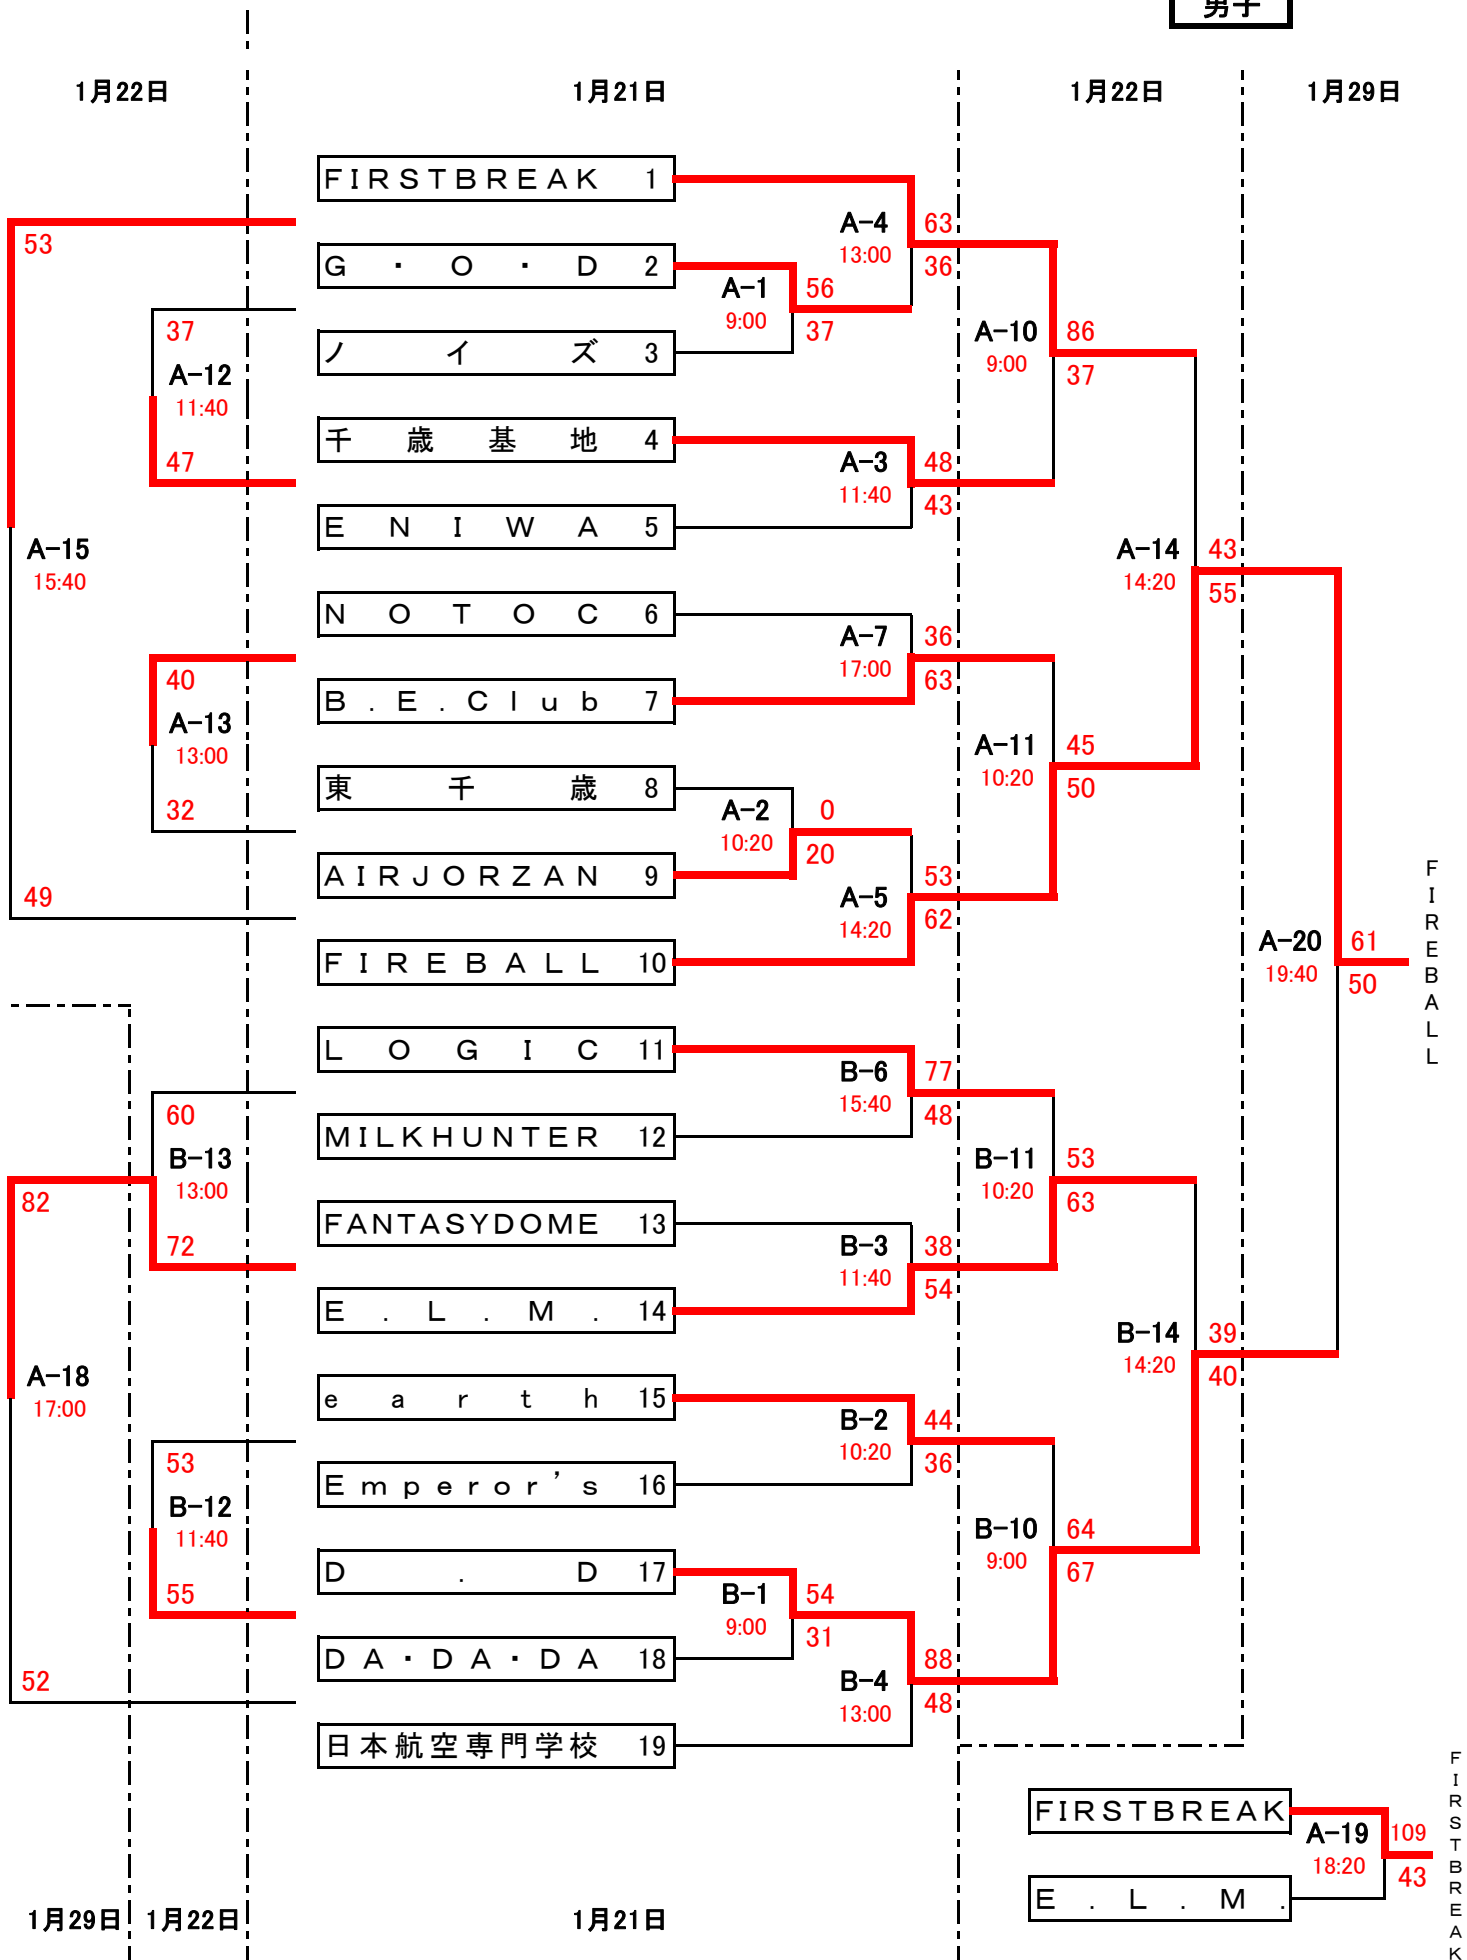 男子
1月22日
1月21日
1月22日
1月29日
FIRSTBREAK 1
A-4
13:00
63
36
53
G・O・D 2
A-1
9:00
56
37
ノイズ 3
A-10
9:00
86
37
37
A-12
11:40
47
千歳基地 4
A-3
11:40
48
43
ENIWA 5
A-15
15:40
A-14
14:20
43
55
NOTOC 6
A-7
17:00
36
63
40
A-13
13:00
32
B.E.Club 7
A-11
10:20
45
50
東千歳 8
A-2
10:20
0
20
AIRJORZAN 9
A-5
14:20
53
62
49
FIREBALL 10
A-20
19:40
61
50
FIREBALL
LOGIC 11
B-6
15:40
77
48
60
B-13
13:00
72
MILKHUNTER 12
B-11
10:20
53
63
82
FANTASYDOME 13
B-3
11:40
38
54
E.L.M. 14
B-14
14:20
39
40
A-18
17:00
earth 15
B-2
10:20
44
36
53
B-12
11:40
55
Emperor's 16
B-10
9:00
64
67
D.D 17
B-1
9:00
54
31
DA・DA・DA 18
B-4
13:00
88
48
52
日本航空専門学校 19
FIRSTBREAK
A-19
18:20
109
43
E.L.M.
FIRSTBREAK
1月29日
1月22日
1月21日